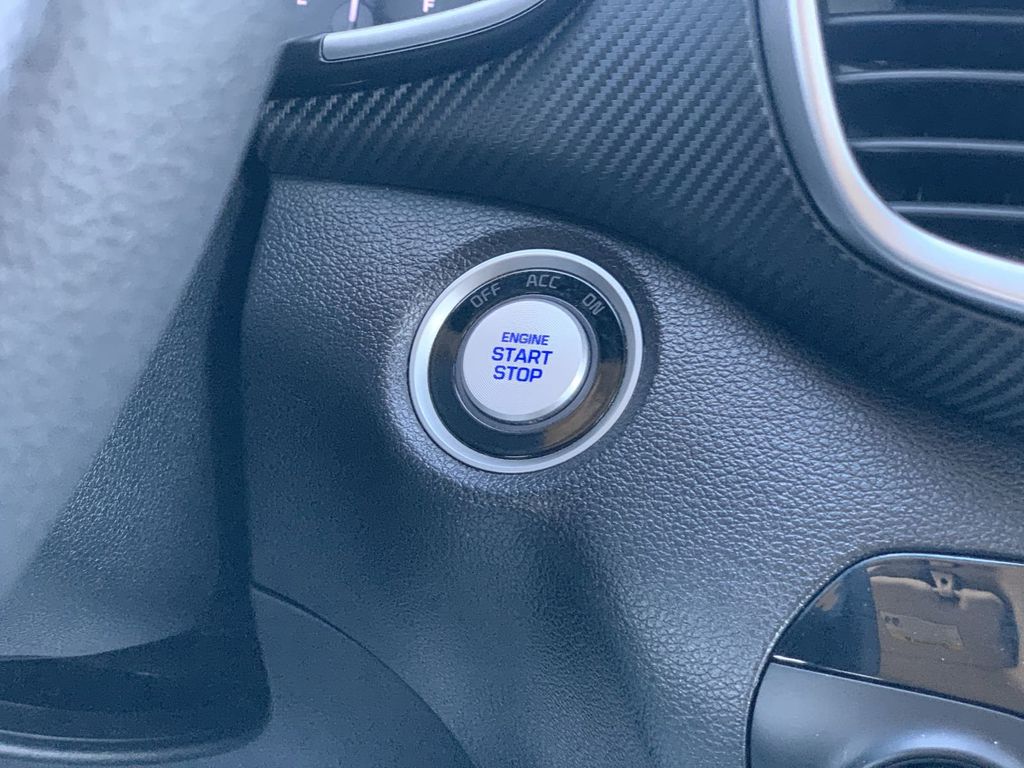 E F
OFF ACC ON
ENGINE
START
STOP